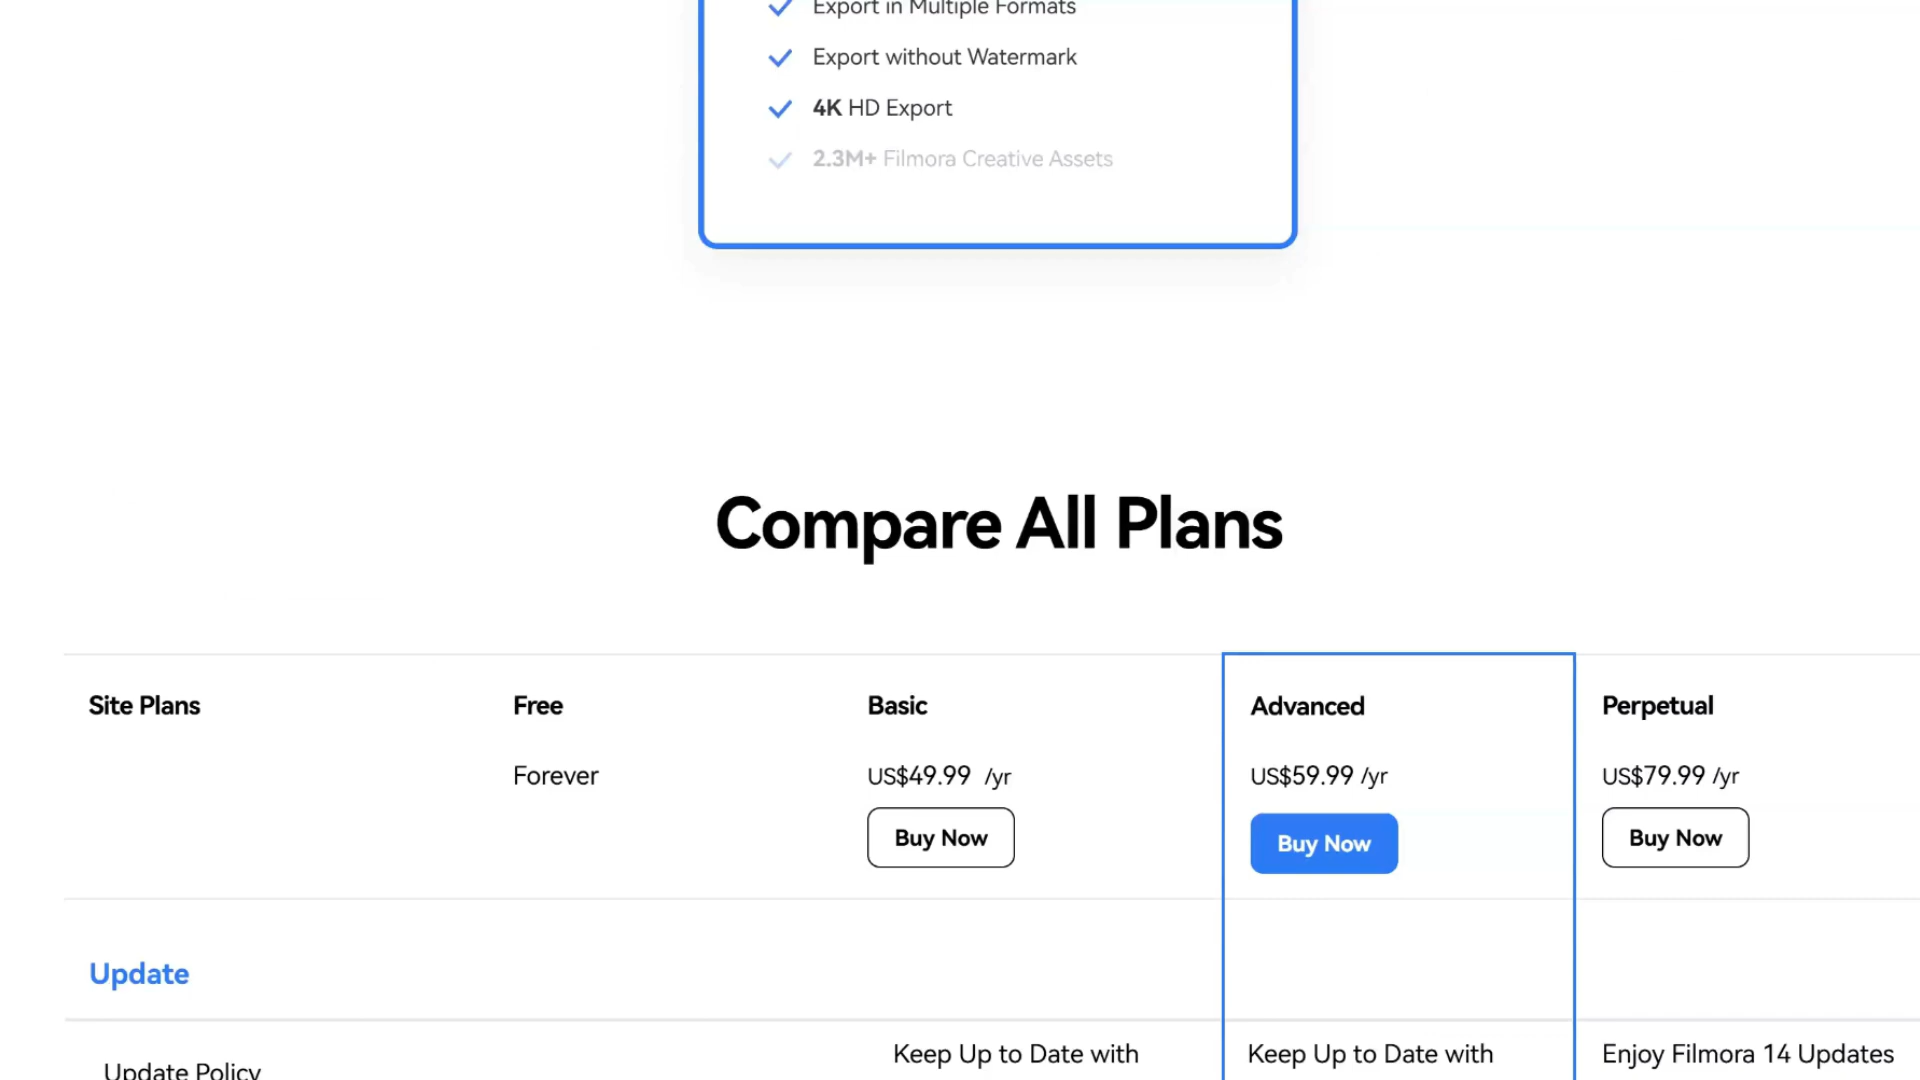 Export in Multiple Formats
Export without Watermark
4K HD Export
2.3M+ Filmora Creative Assets
Compare All Plans
Site Plans
Free
Basic
Advanced
Perpetual
Forever
US$49.99 /yr
US$59.99 /yr
US$79.99 /yr
Buy Now
Buy Now
Buy Now
Update
Update Policy
Keep Up to Date with
Keep Up to Date with
Enjoy Filmora 14 Updates